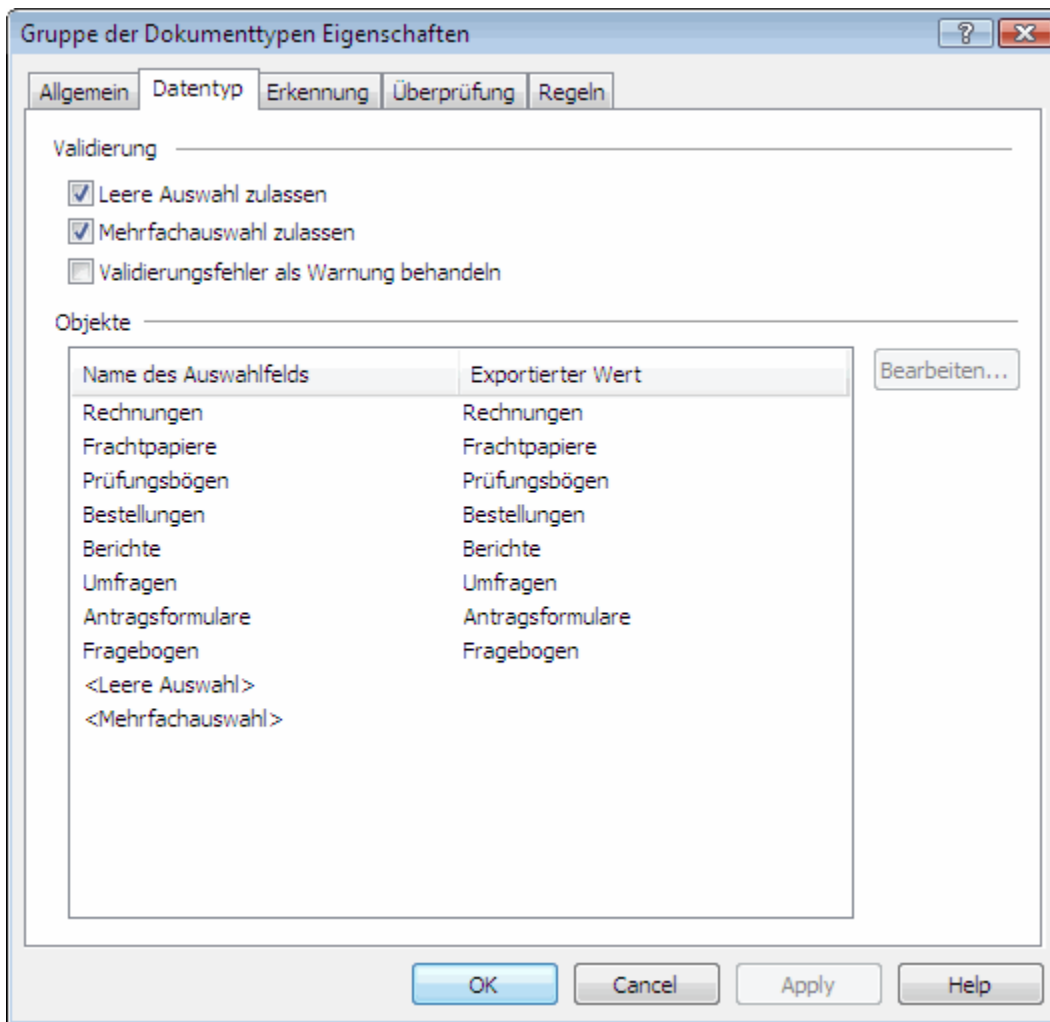 Gruppe der Dokumenttypen Eigenschaften
Allgemein Datentyp Erkennung Überprüfung Regeln
Validierung
Leere Auswahl zulassen
Mehrfachauswahl zulassen
Validierungsfehler als Warnung behandeln
Objekte
Name des Auswahlfelds Exportierter Wert Bearbeiten...
Rechnungen Rechnungen
Frachtpapiere Frachtpapiere
Prüfungsbögen Prüfungsbögen
Bestellungen Bestellungen
Berichte Berichte
Umfragen Umfragen
Antragsformulare Antragsformulare
Fragebogen Fragebogen
<Leere Auswahl>
<Mehrfachauswahl>
OK Cancel Apply Help